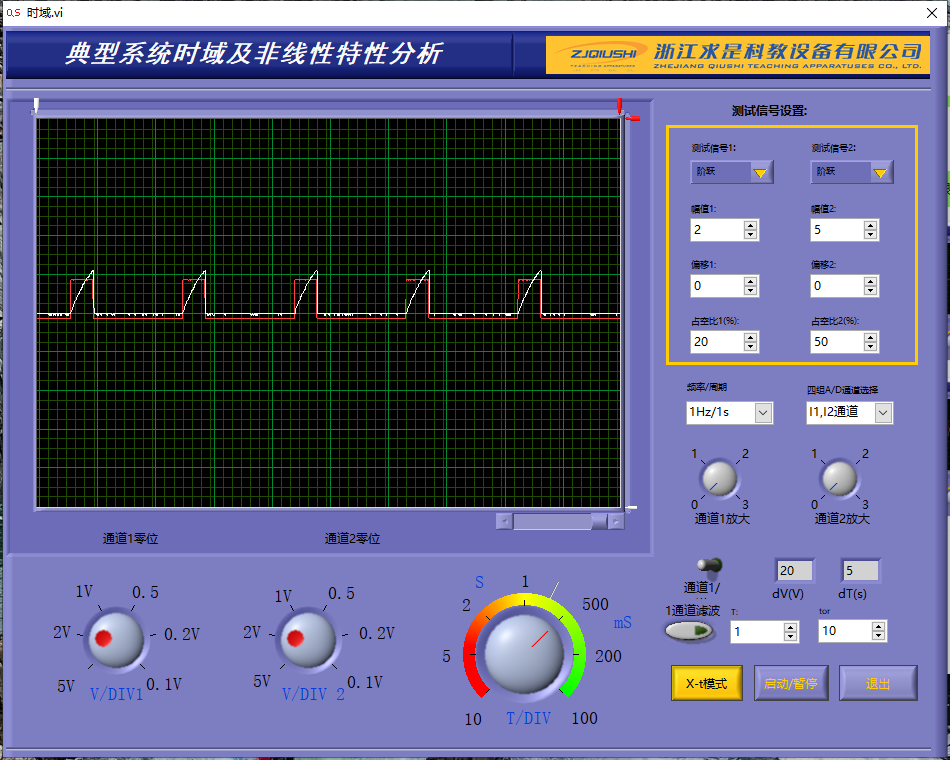 时域.vi
典型系统时域及非线性特性分析
ZJQIUSHI
浙江求是科教设备有限公司
ZHEJIANG QIUSHI TEACHING APPARATUSES CO., LTD.
测试信号设置:
测试信号1: 测试信号2:
阶跃 阶跃
幅值1: 幅值2:
2 5
偏移1: 偏移2:
0 0
占空比1(%): 占空比2(%):
20 50
频率/周期 四组A/D通道选择
1Hz/1s I1,I2通道
1 2 1 2
0 3 0 3
通道1放大 通道2放大
通道1零位 通道2零位
1V 0.5
2V 0.2V
5V 0.1V
V/DIV1
1V 0.5
2V 0.2V
5V 0.1V
V/DIV 2
S 1
2 500
mS
5 200
10 100
T/DIV
通道1/
...
20 5
dV(V) dT(s)
1通道滤波 T: tor
1 10
X-t模式 启动/暂停 退出